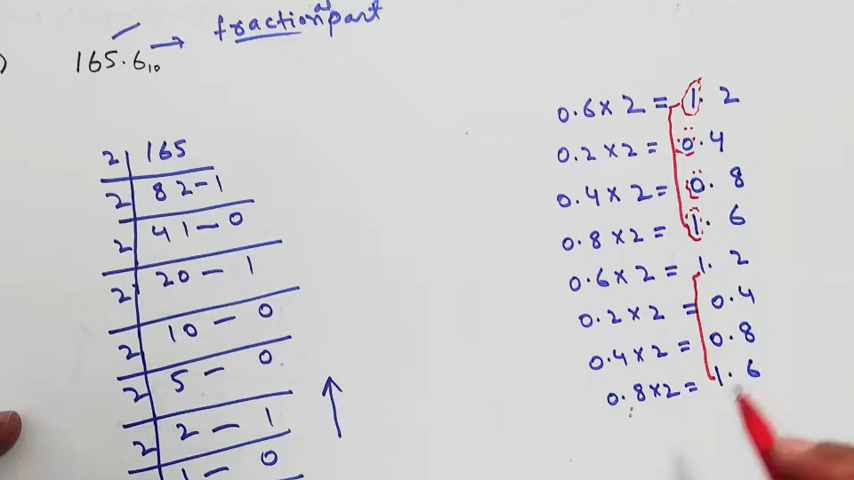 fractional part
) 165.6₁₀ →
2 165
2 82 - 1
2 41 - 0
2 20 - 1
2 10 - 0
2 5 - 0
2 2 - 1
1 - 0
0.6 × 2 = 1.2
0.2 × 2 = 0.4
0.4 × 2 = 0.8
0.8 × 2 = 1.6
0.6 × 2 = 1.2
0.2 × 2 = 0.4
0.4 × 2 = 0.8
0.8 × 2 = 1.6